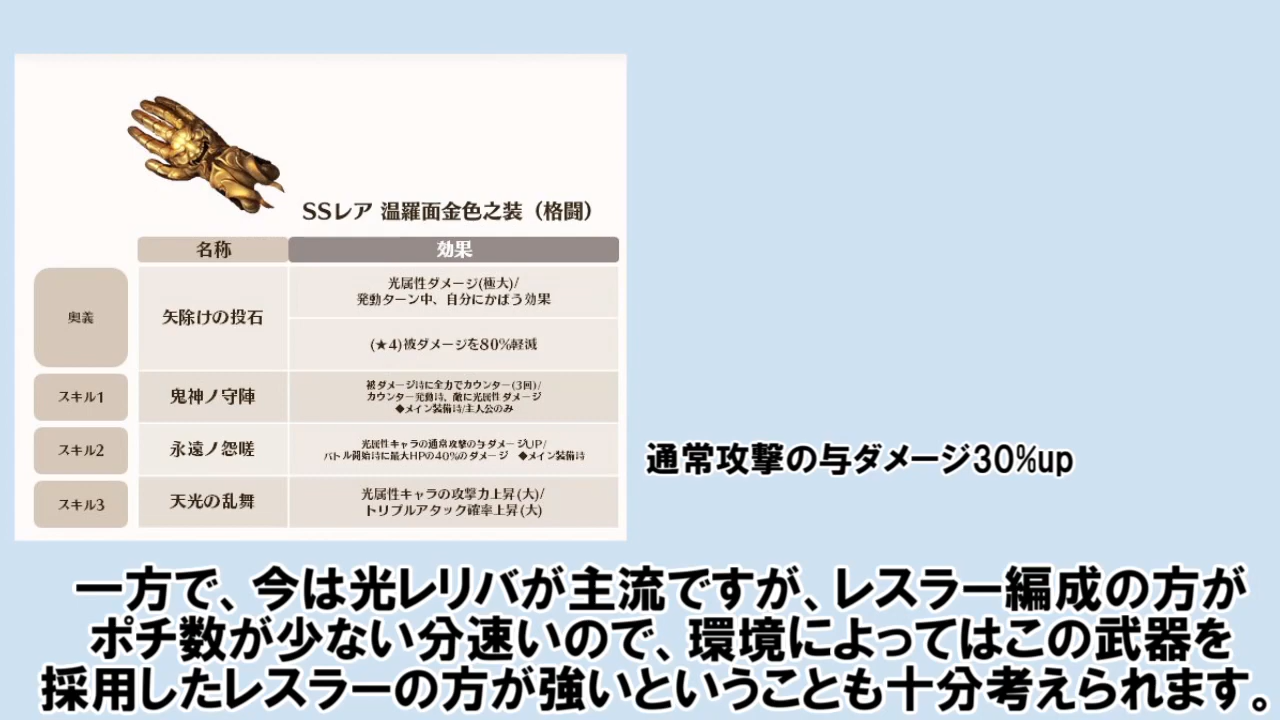 SSレア 温羅面金色之装（格闘）
名称
効果
奥義
矢除けの投石
光属性ダメージ(極大)/
発動ターン中、自分にかばう効果
(★4)被ダメージを80%軽減
スキル1
鬼神ノ守陣
被ダメージ時に全力でカウンター(3回)/
カウンター発動時、敵に光属性ダメージ
◆メイン装備時/主人公のみ
スキル2
永遠ノ怨嗟
光属性キャラの通常攻撃の与ダメージUP/
バトル開始時に最大HPの40%のダメージ　◆メイン装備時
通常攻撃の与ダメージ30%up
スキル3
天光の乱舞
光属性キャラの攻撃力上昇(大)/
トリプルアタック確率上昇(大)
一方で、今は光レリバが主流ですが、レスラー編成の方が
ポチ数が少ない分速いので、環境によってはこの武器を
採用したレスラーの方が強いということも十分考えられます。